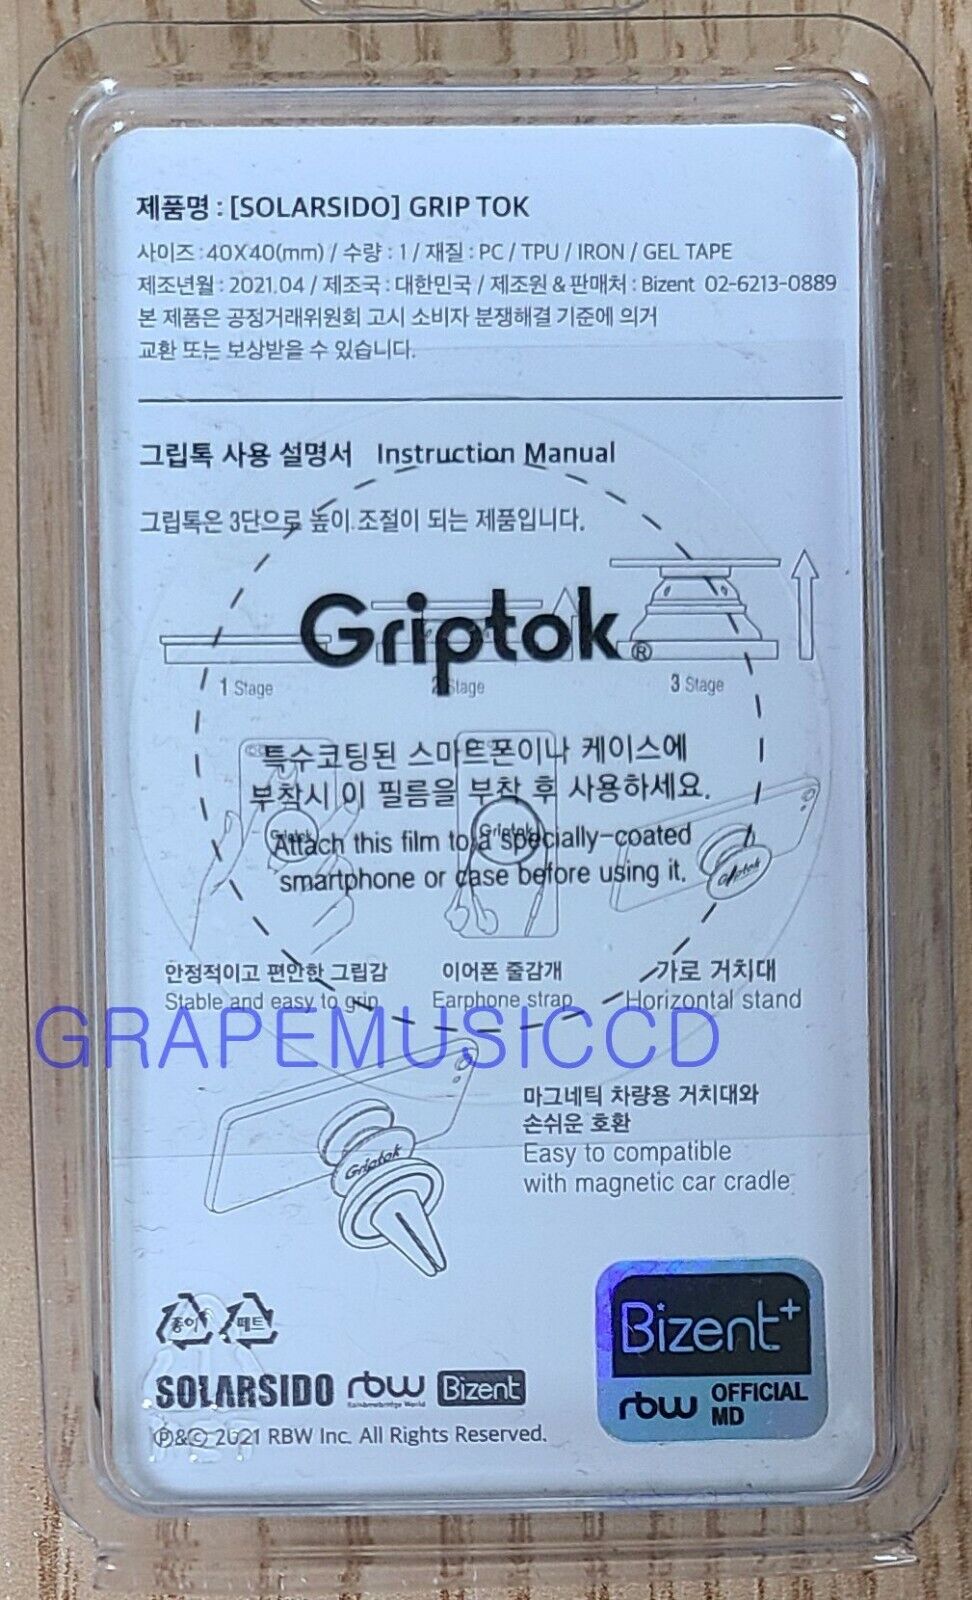 제품명 : [SOLARSIDO] GRIP TOK
사이즈 : 40X40(mm) / 수량 : 1 / 재질 : PC / TPU / IRON / GEL TAPE
제조년월 : 2021.04 / 제조국 : 대한민국 / 제조원 & 판매처 : Bizent 02-6213-0889
본 제품은 공정거래위원회 고시 소비자 분쟁해결 기준에 의거
교환 또는 보상받을 수 있습니다.
그립톡 사용 설명서 Instruction Manual
그립톡은 3단으로 높이 조절이 되는 제품입니다.
Griptok®
1 Stage 2 Stage 3 Stage
특수코팅된 스마트폰이나 케이스에
부착시 이 필름을 부착 후 사용하세요.
Attach this film to a specially-coated
smartphone or case before using it.
Griptok Griptok Griptok
안정적이고 편안한 그립감 이어폰 줄감개 가로 거치대
Stable and easy to grip Earphone strap Horizontal stand
GRAPEMUSICCD
마그네틱 차량용 거치대와
손쉬운 호환
Easy to compatible
with magnetic car cradle
Griptok
종이 페트
SOLARSIDO rbw Rainbowbridge World Bizent
Ⓟ&Ⓒ 2021 RBW Inc. All Rights Reserved.
Bizent+
rbw OFFICIAL
MD